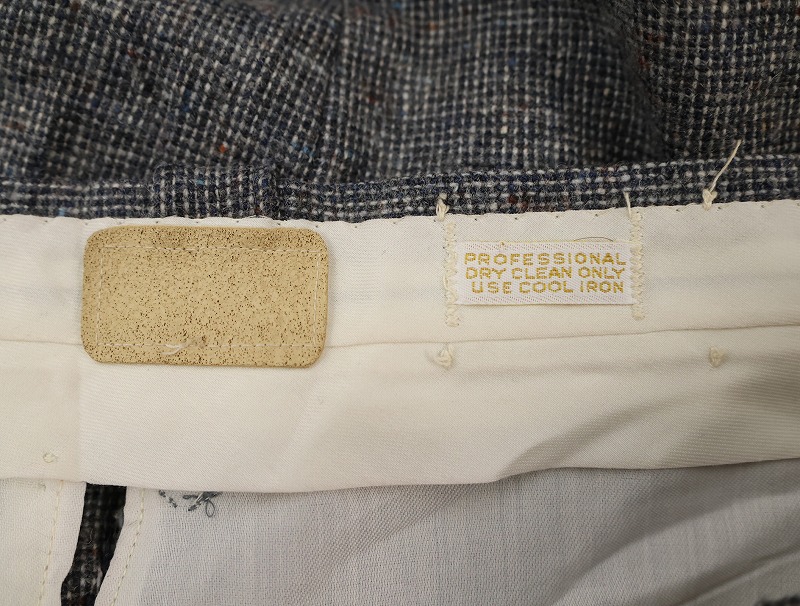 PROFESSIONAL
DRY CLEAN ONLY
USE COOL IRON